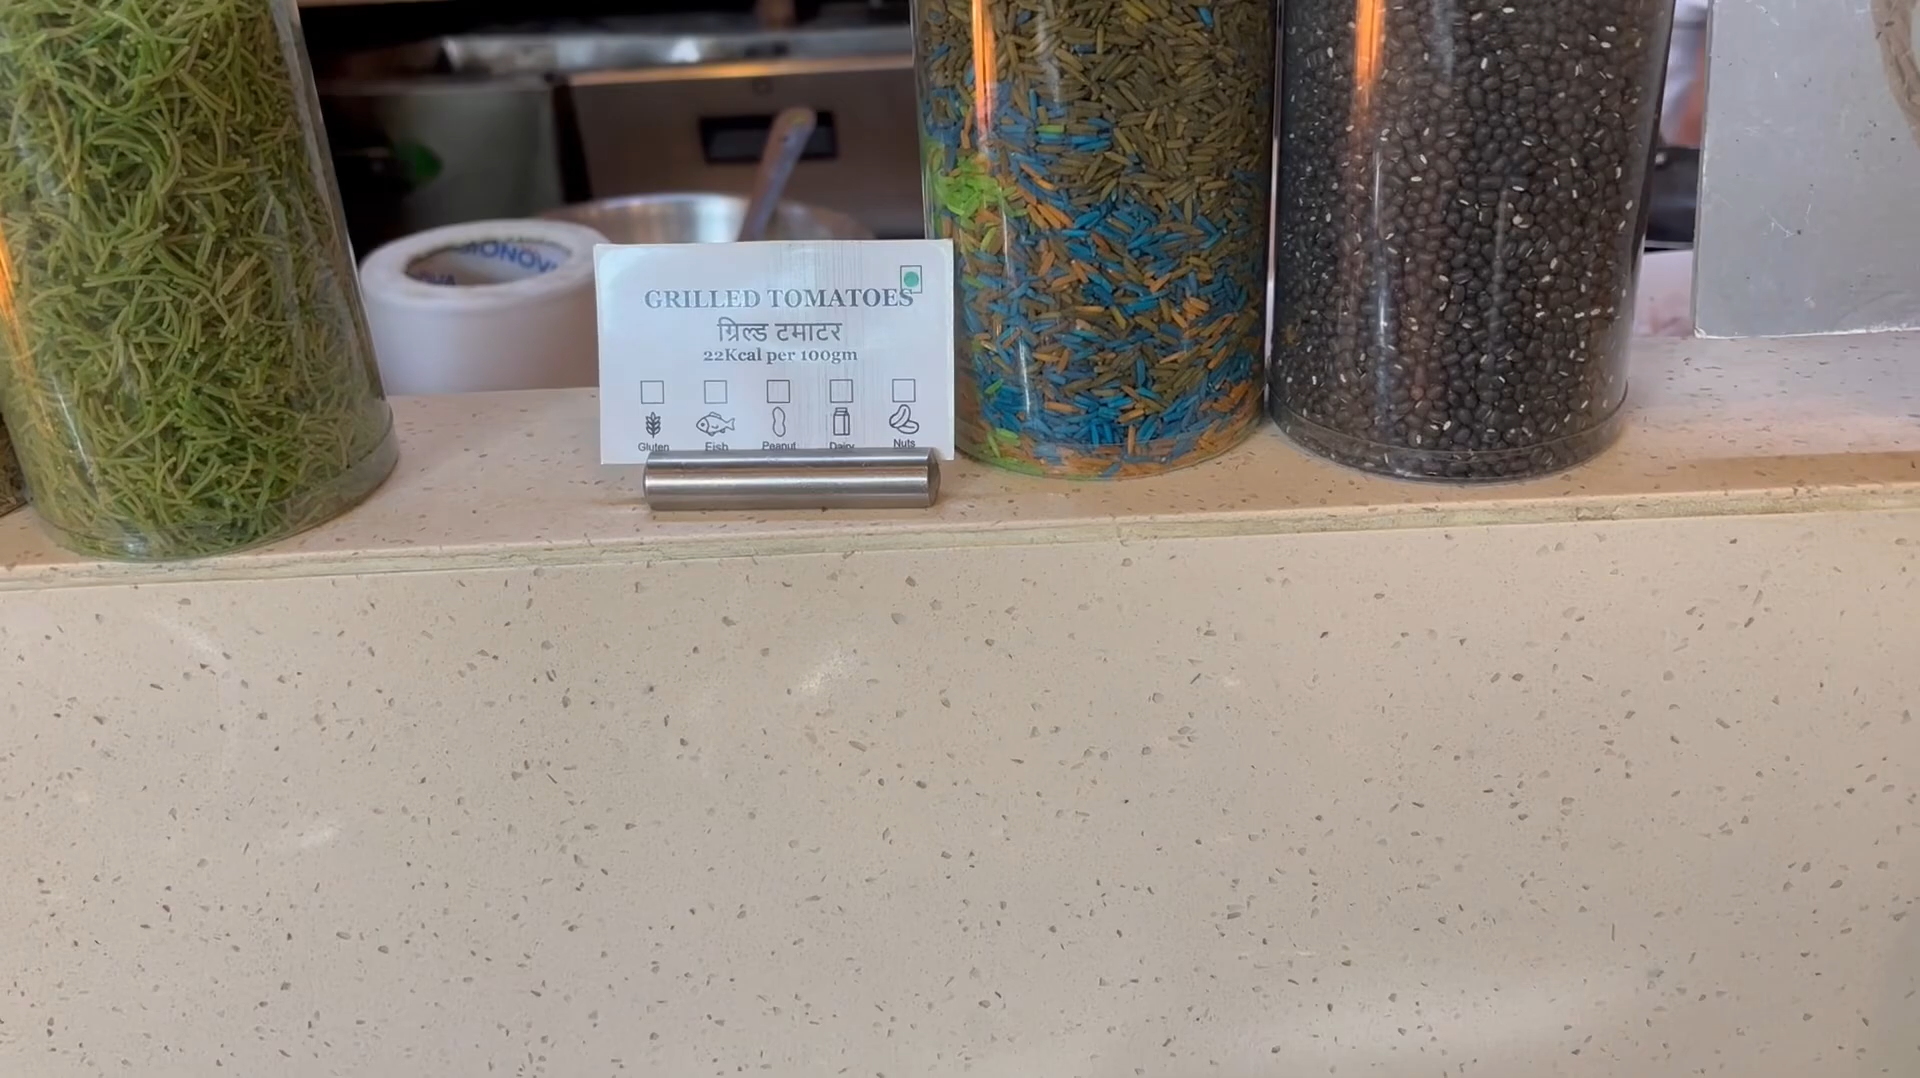 GRILLED TOMATOES
ग्रिल्ड टमाटर
22Kcal per 100gm
Gluten Fish Peanut Dairy Nuts